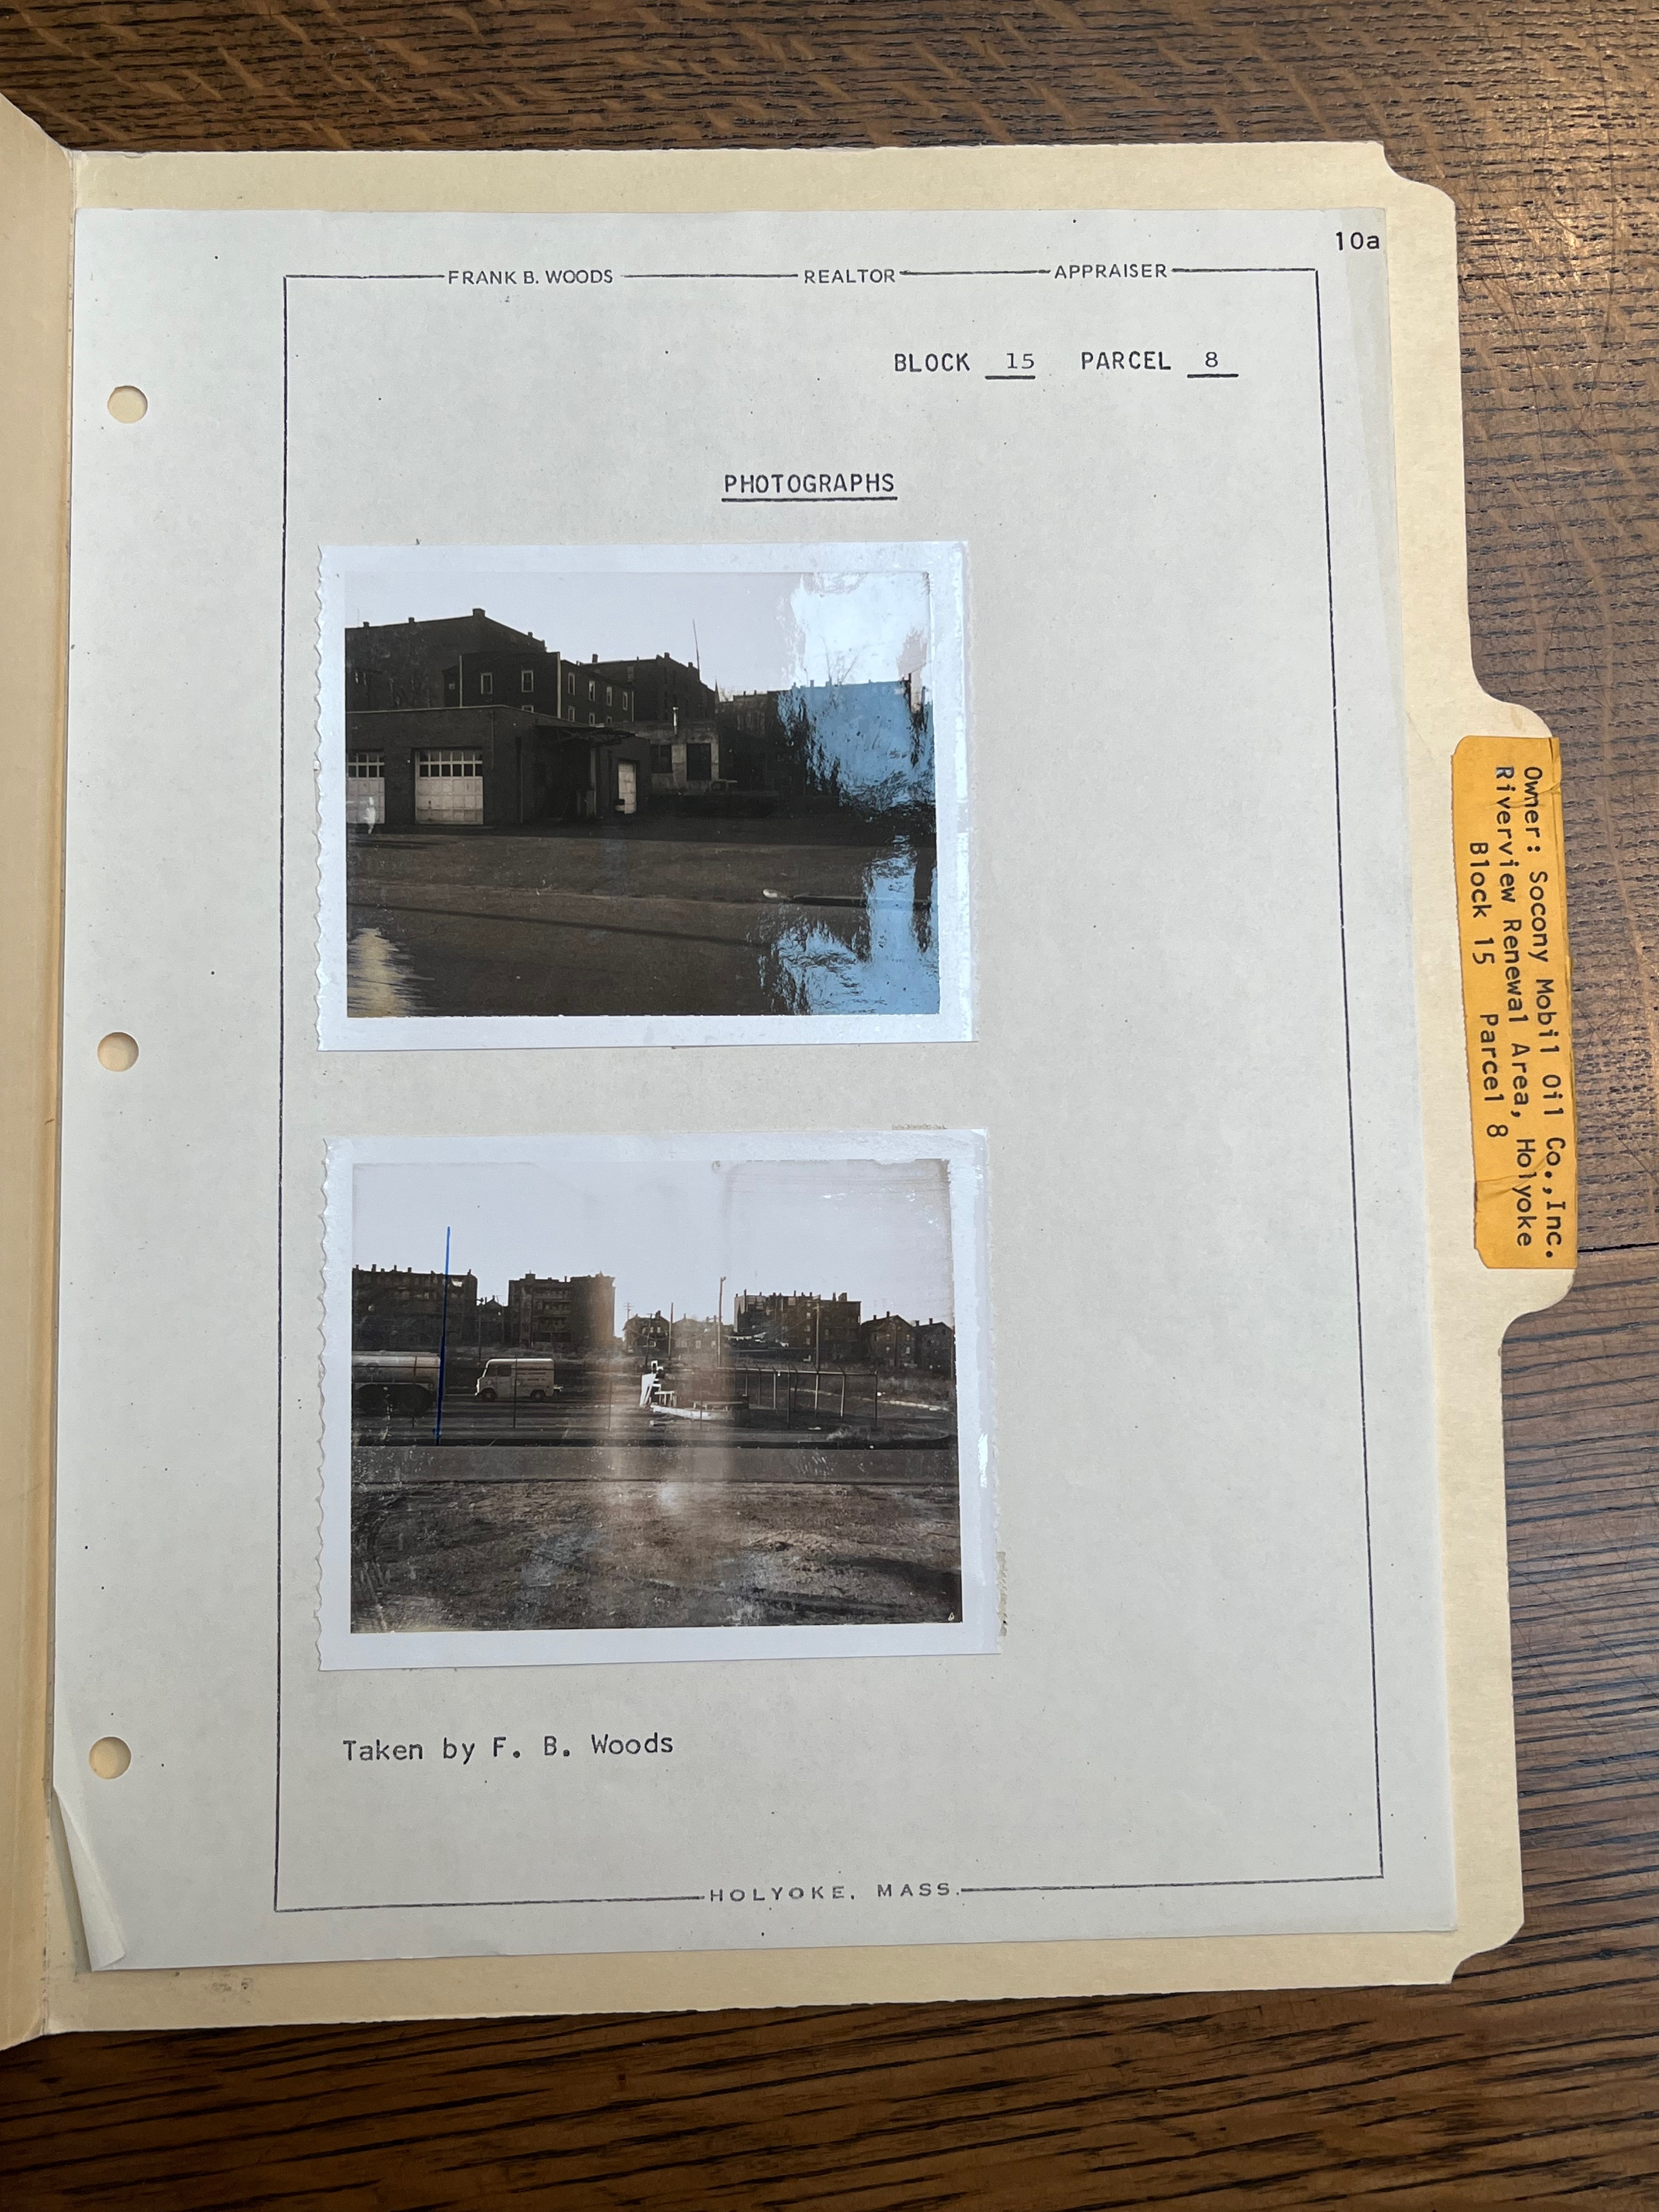 10a
FRANK B. WOODS REALTOR APPRAISER
BLOCK 15 PARCEL 8
PHOTOGRAPHS
Taken by F. B. Woods
HOLYOKE, MASS.
Owner: Socony Mobil Oil Co.,Inc.
Riverview Renewal Area, Holyoke
Block 15 Parcel 8